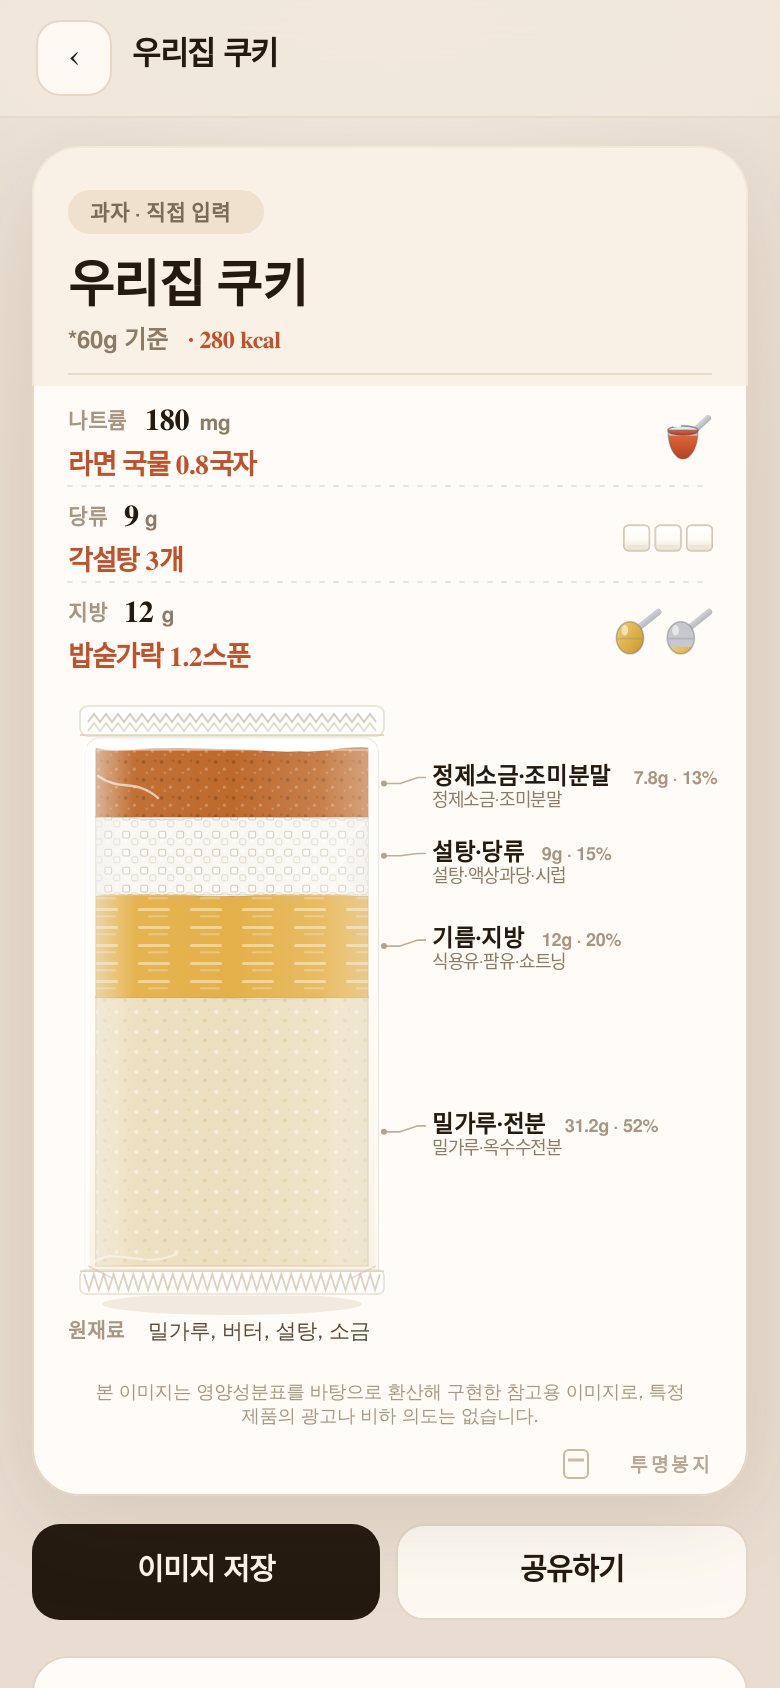 ‹ 우리집 쿠키
과자 · 직접 입력
우리집 쿠키
*60g 기준 · 280 kcal
나트륨 180 mg
라면 국물 0.8국자
당류 9 g
각설탕 3개
지방 12 g
밥숟가락 1.2스푼
정제소금·조미분말 7.8g · 13%
정제소금·조미분말
설탕·당류 9g · 15%
설탕·액상과당·시럽
기름·지방 12g · 20%
식용유·팜유·쇼트닝
밀가루·전분 31.2g · 52%
밀가루·옥수수전분
원재료 밀가루, 버터, 설탕, 소금
본 이미지는 영양성분표를 바탕으로 환산해 구현한 참고용 이미지로, 특정
제품의 광고나 비하 의도는 없습니다.
투명봉지
이미지 저장 공유하기